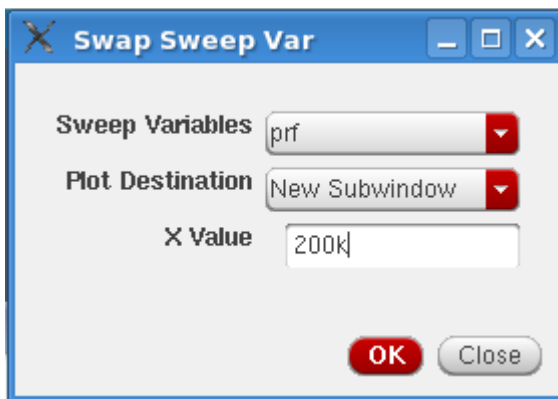 Swap Sweep Var
Sweep Variables prf
Plot Destination New Subwindow
X Value 200k
OK Close